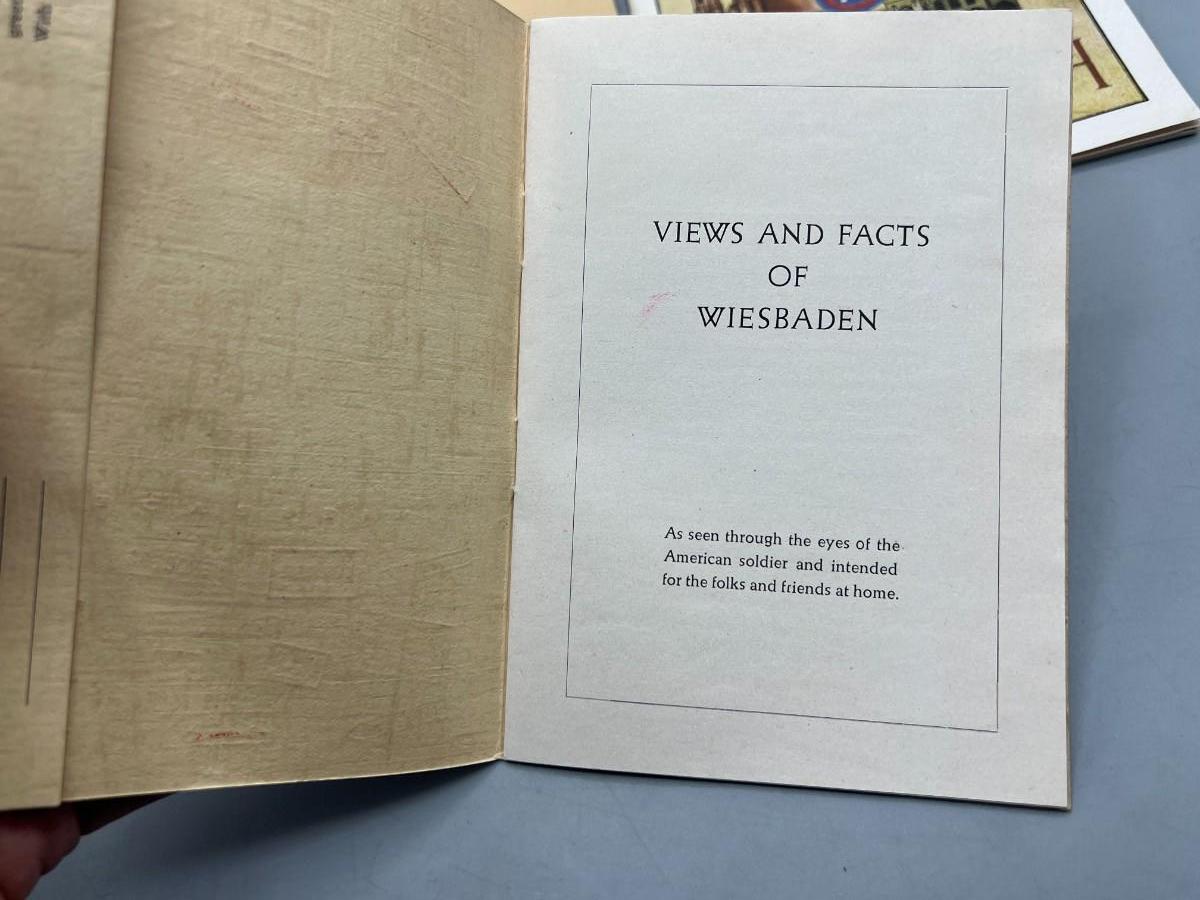 VIEWS AND FACTS
OF
WIESBADEN
As seen through the eyes of the
American soldier and intended
for the folks and friends at home.